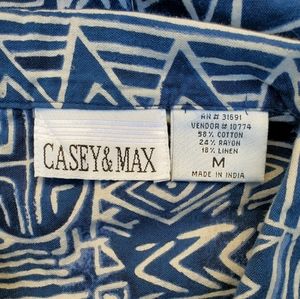 CASEY&MAX
RN # 31691
VENDOR # 10774
58% COTTON
24% RAYON
18% LINEN
M
MADE IN INDIA